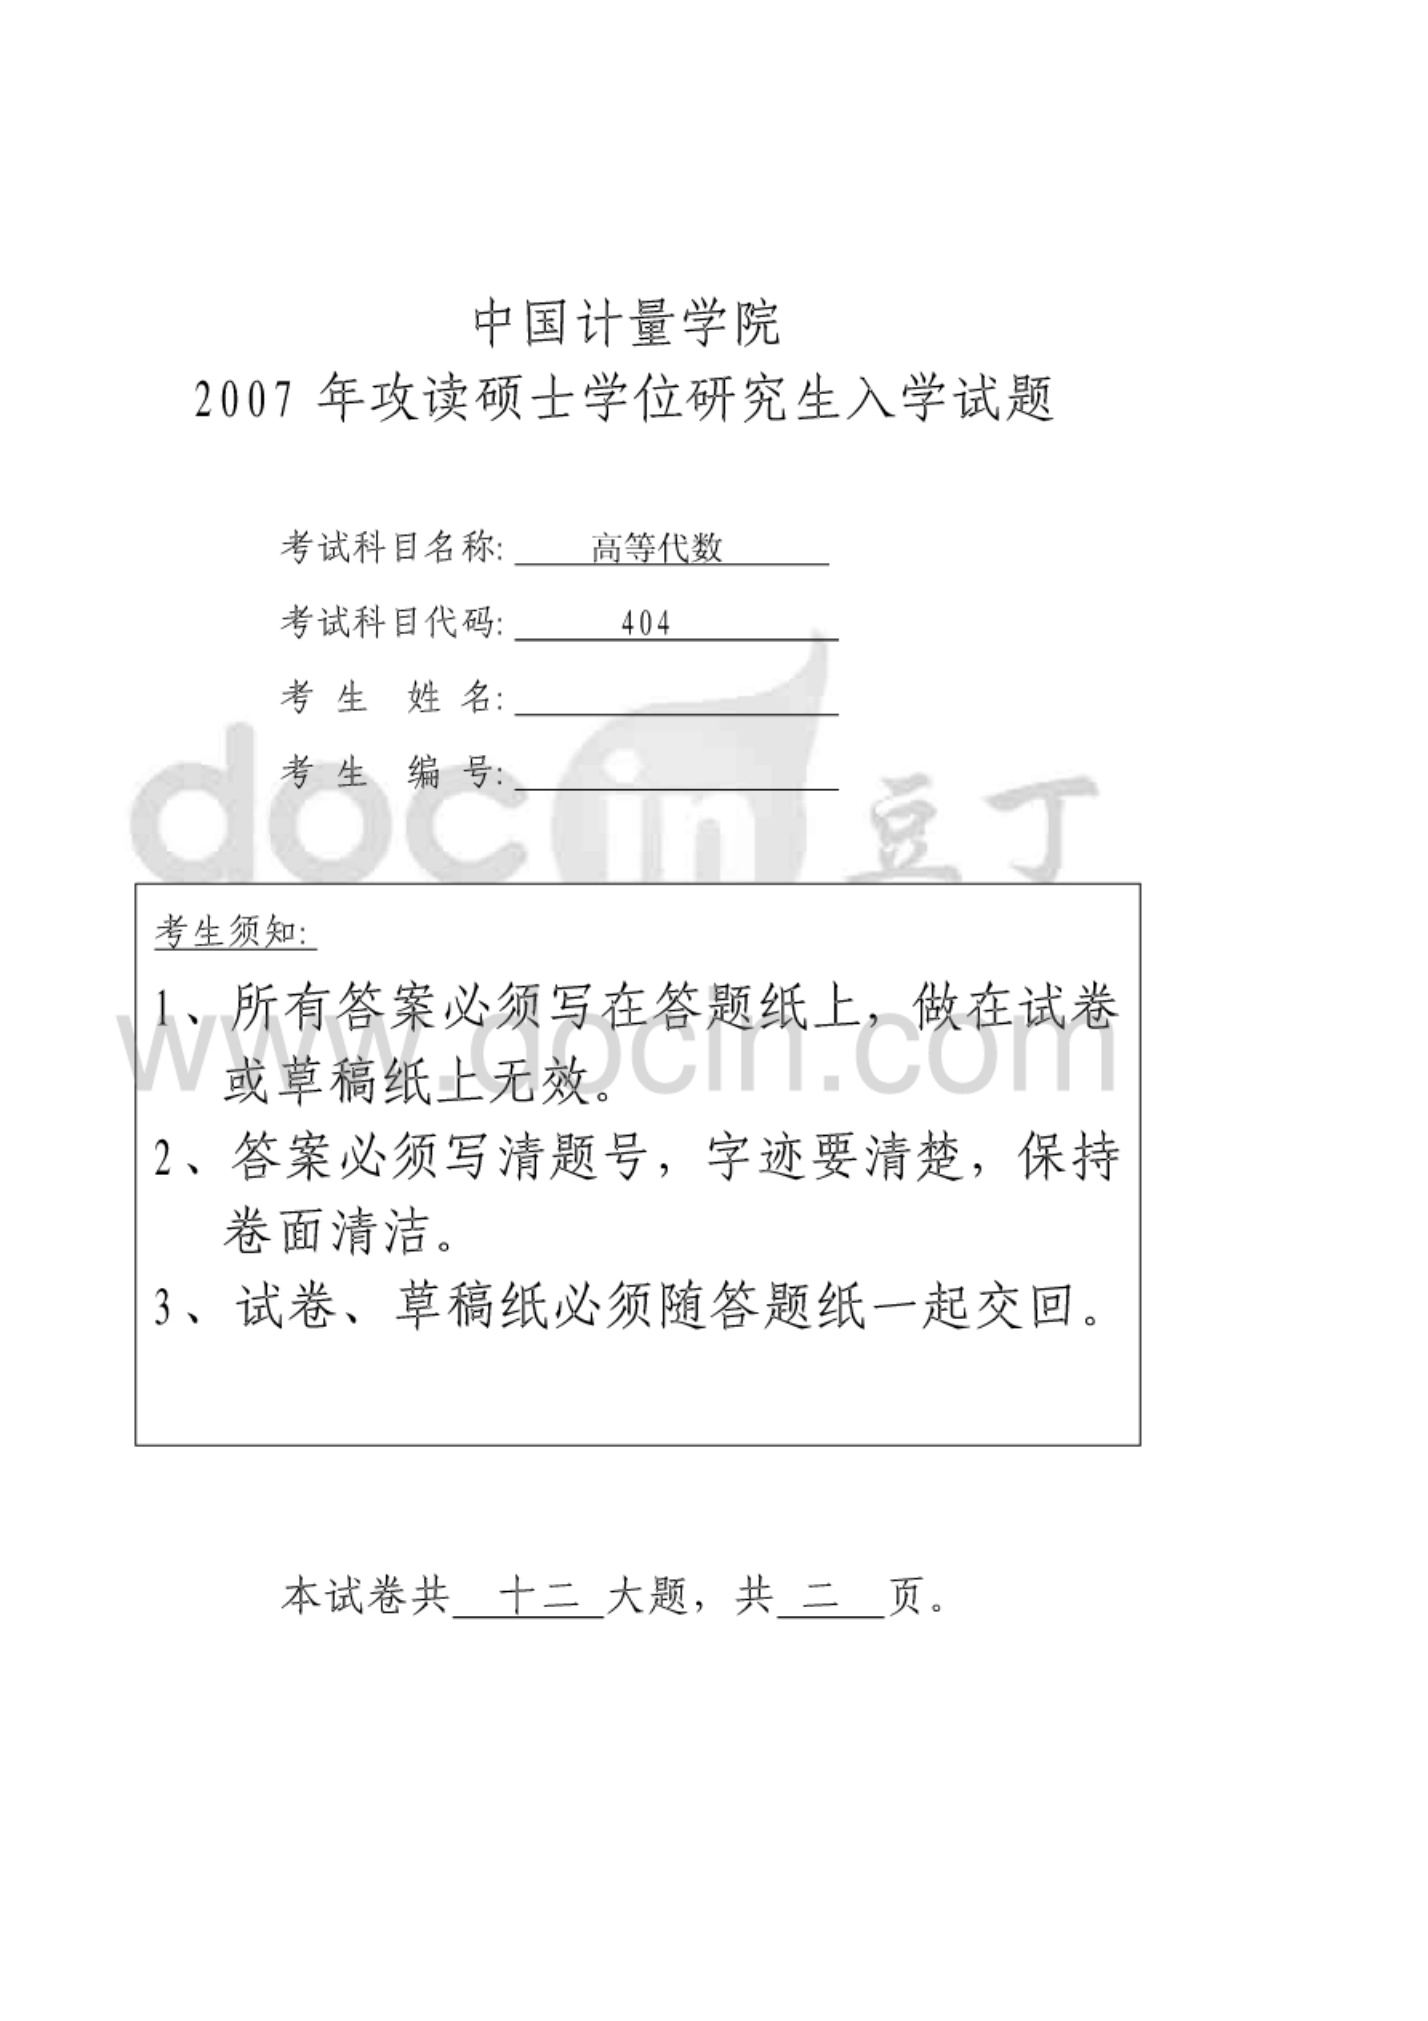 中国计量学院
2007 年攻读硕士学位研究生入学试题
考试科目名称: 高等代数
考试科目代码: 404
考 生 姓 名:
考 生 编 号:
docin 豆丁
考生须知:
1、所有答案必须写在答题纸上，做在试卷
或草稿纸上无效。
www.docin.com
2、答案必须写清题号，字迹要清楚，保持
卷面清洁。
3、试卷、草稿纸必须随答题纸一起交回。
本试卷共 十二 大题，共 二 页。